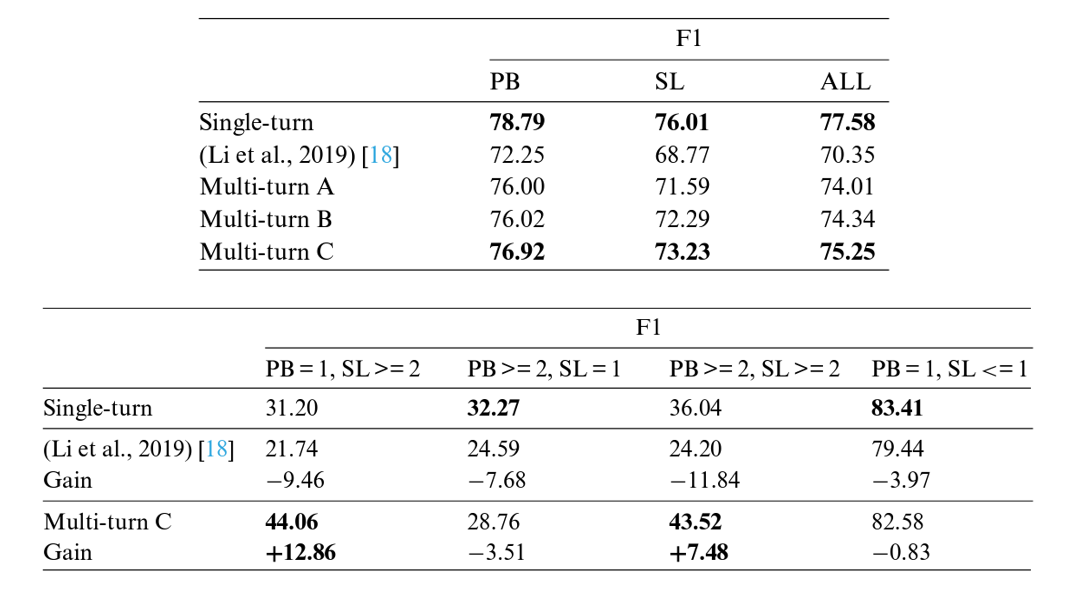 F1
PB SL ALL
Single-turn 78.79 76.01 77.58
(Li et al., 2019) [18] 72.25 68.77 70.35
Multi-turn A 76.00 71.59 74.01
Multi-turn B 76.02 72.29 74.34
Multi-turn C 76.92 73.23 75.25
F1
PB = 1, SL >= 2 PB >= 2, SL = 1 PB >= 2, SL >= 2 PB = 1, SL <= 1
Single-turn 31.20 32.27 36.04 83.41
(Li et al., 2019) [18] 21.74 24.59 24.20 79.44
Gain −9.46 −7.68 −11.84 −3.97
Multi-turn C 44.06 28.76 43.52 82.58
Gain +12.86 −3.51 +7.48 −0.83